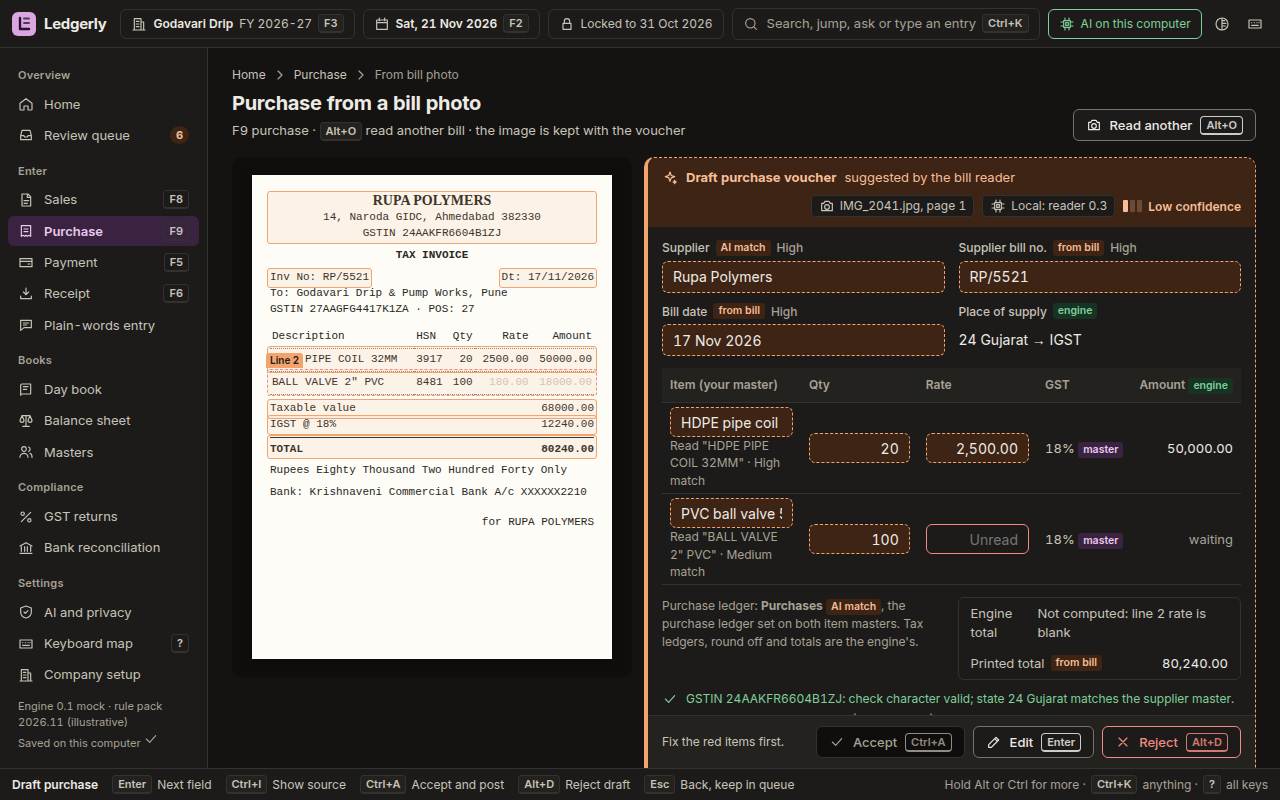 Ledgerly
Godavari Drip FY 2026-27 F3
Sat, 21 Nov 2026 F2
Locked to 31 Oct 2026
Search, jump, ask or type an entry Ctrl+K
AI on this computer
Overview
Home
Review queue 6
Enter
Sales F8
Purchase F9
Payment F5
Receipt F6
Plain-words entry
Books
Day book
Balance sheet
Masters
Compliance
GST returns
Bank reconciliation
Settings
AI and privacy
Keyboard map ?
Company setup
Engine 0.1 mock · rule pack
2026.11 (illustrative)
Saved on this computer
Home > Purchase > From bill photo
Purchase from a bill photo
F9 purchase · Alt+O read another bill · the image is kept with the voucher
Read another Alt+O
RUPA POLYMERS
14, Naroda GIDC, Ahmedabad 382330
GSTIN 24AAKFR6604B1ZJ
TAX INVOICE
Inv No: RP/5521 Dt: 17/11/2026
To: Godavari Drip & Pump Works, Pune
GSTIN 27AAGFG4417K1ZA · POS: 27
Description HSN Qty Rate Amount
Line 2 PIPE COIL 32MM 3917 20 2500.00 50000.00
BALL VALVE 2" PVC 8481 100 180.00 18000.00
Taxable value 68000.00
IGST @ 18% 12240.00
TOTAL 80240.00
Rupees Eighty Thousand Two Hundred Forty Only
Bank: Krishnaveni Commercial Bank A/c XXXXXX2210
for RUPA POLYMERS
Draft purchase voucher suggested by the bill reader
IMG_2041.jpg, page 1 Local: reader 0.3 Low confidence
Supplier AI match High
Rupa Polymers
Supplier bill no. from bill High
RP/5521
Bill date from bill High
17 Nov 2026
Place of supply engine
24 Gujarat → IGST
Item (your master) Qty Rate GST Amount engine
HDPE pipe coil 20 2,500.00 18% master 50,000.00
Read "HDPE PIPE
COIL 32MM" · High
match
PVC ball valve 100 Unread 18% master waiting
Read "BALL VALVE
2" PVC" · Medium
match
Purchase ledger: Purchases AI match, the
purchase ledger set on both item masters. Tax
ledgers, round off and totals are the engine's.
Engine total Not computed: line 2 rate is blank
Printed total from bill 80,240.00
GSTIN 24AAKFR6604B1ZJ: check character valid; state 24 Gujarat matches the supplier master.
Fix the red items first.
Accept Ctrl+A
Edit Enter
Reject Alt+D
Draft purchase Enter Next field Ctrl+I Show source Ctrl+A Accept and post Alt+D Reject draft Esc Back, keep in queue
Hold Alt or Ctrl for more · Ctrl+K anything · ? all keys